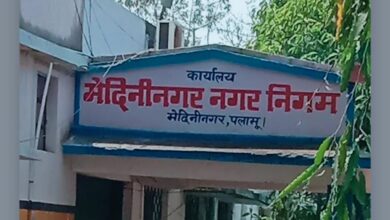 कार्यालय
मेदिनीनगर नगर निगम
मेदिनीनगर, पलामू।